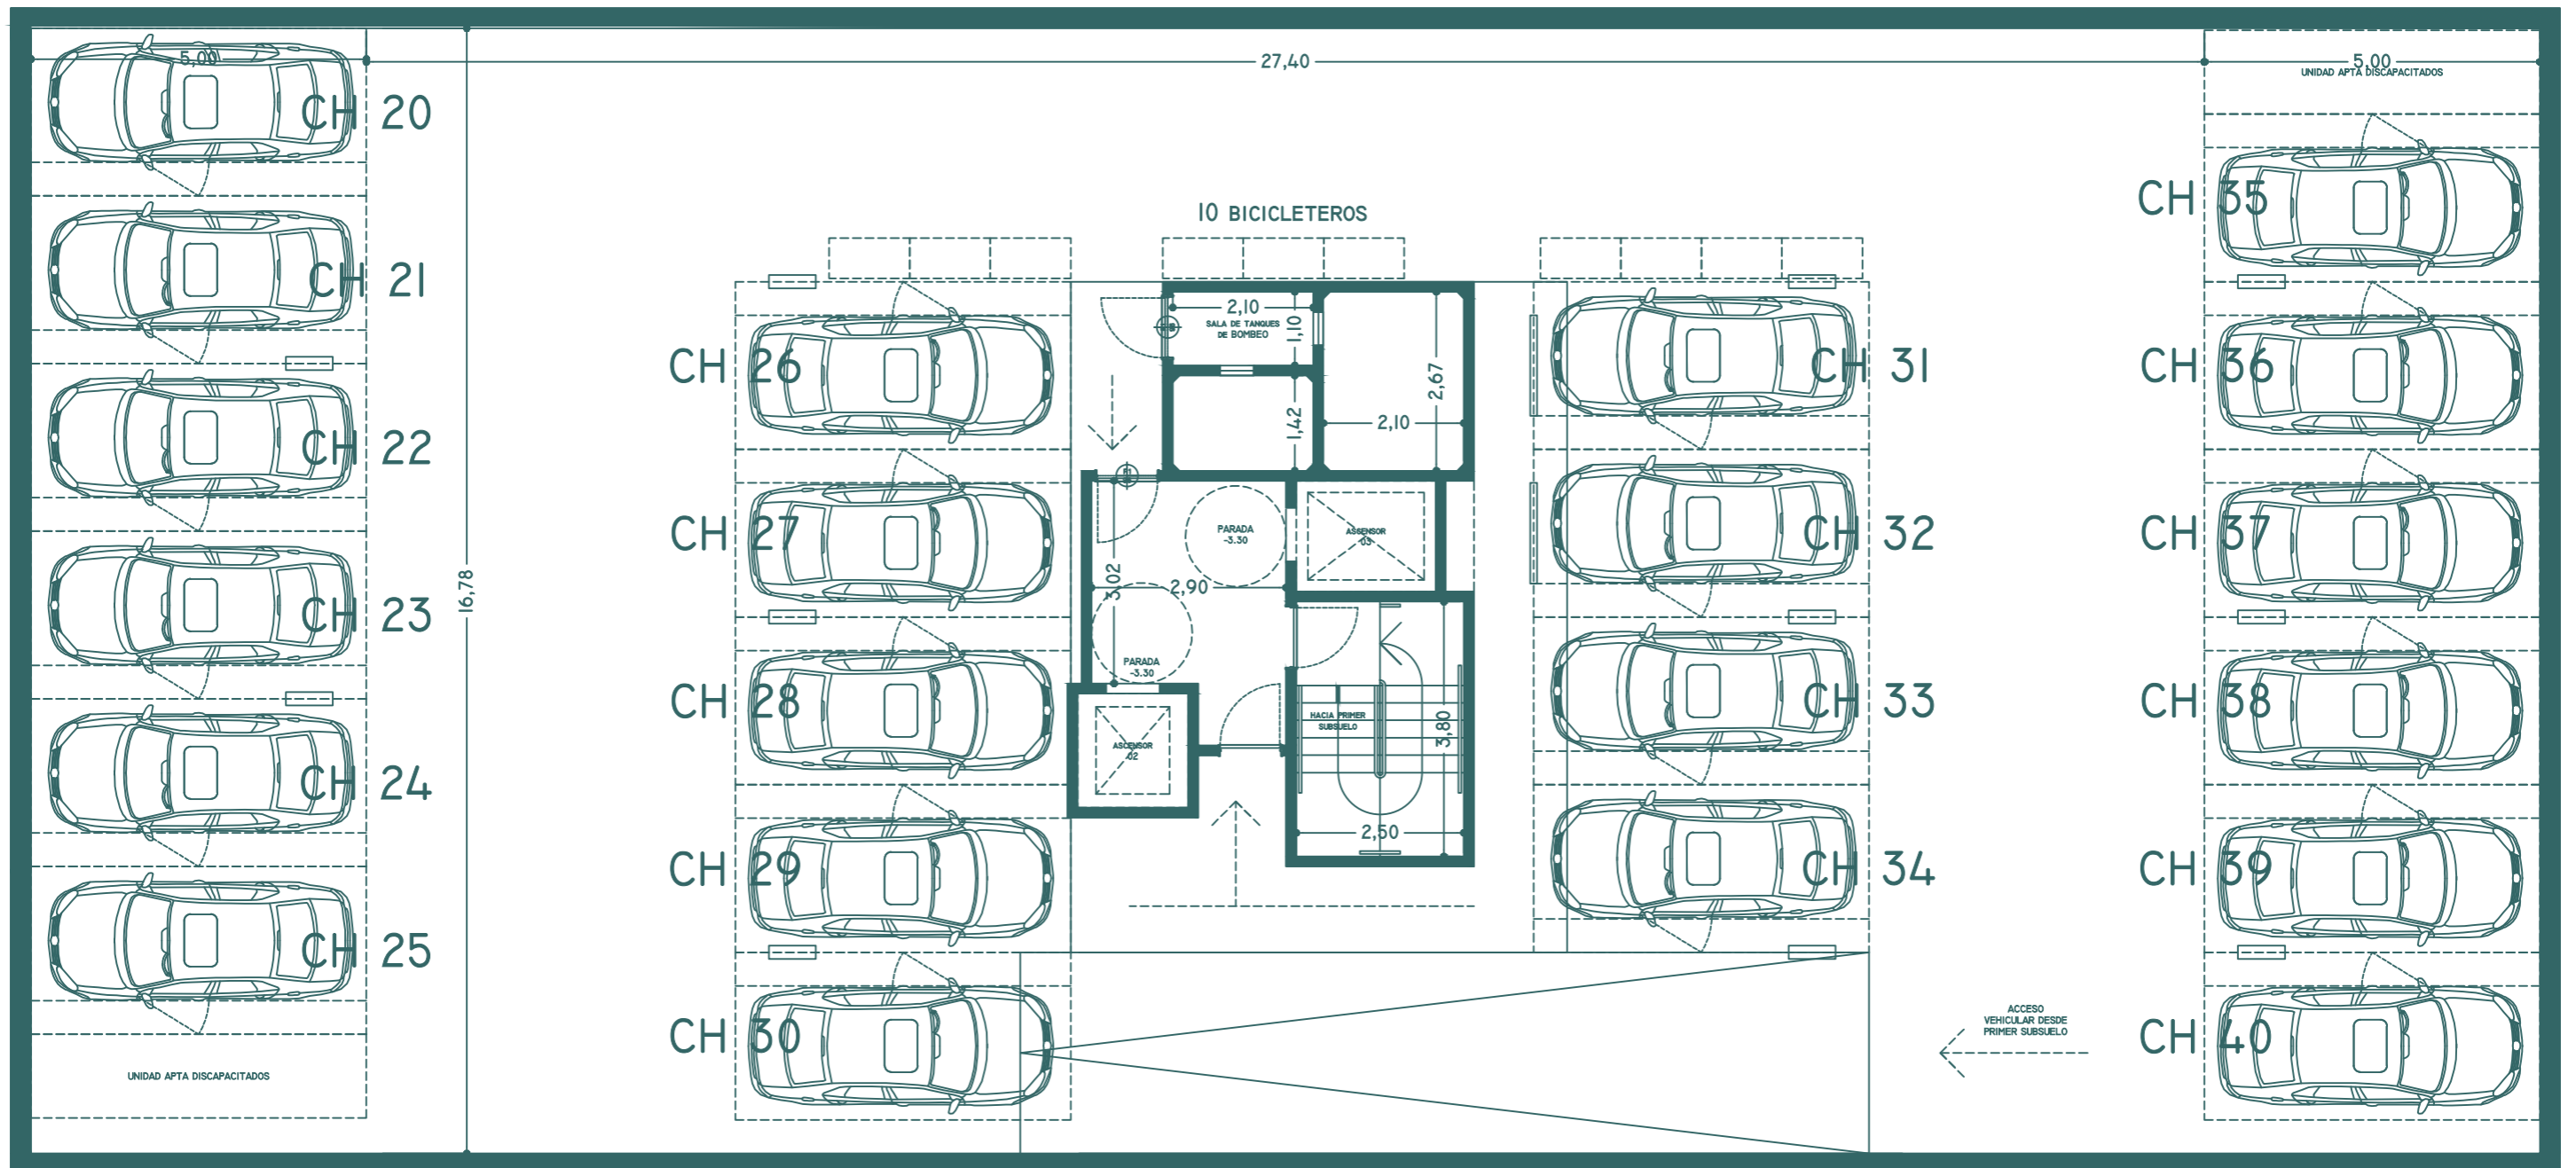 5,00
27,40
5,00
UNIDAD APTA DISCAPACITADOS
CH 20
CH 21
CH 22
CH 23
CH 24
CH 25
UNIDAD APTA DISCAPACITADOS
16,78
10 BICICLETEROS
CH 26
CH 27
CH 28
CH 29
CH 30
2,10
SALA DE TANQUES
DE BOMBEO
1,10
1,42
2,67
2,10
PARADA
-3.30
ASCENSOR
03
3,02
2,90
PARADA
-3.30
ASCENSOR
02
HACIA PRIMER
SUBSUELO
3,80
2,50
CH 31
CH 32
CH 33
CH 34
CH 35
CH 36
CH 37
CH 38
CH 39
CH 40
ACCESO
VEHICULAR DESDE
PRIMER SUBSUELO